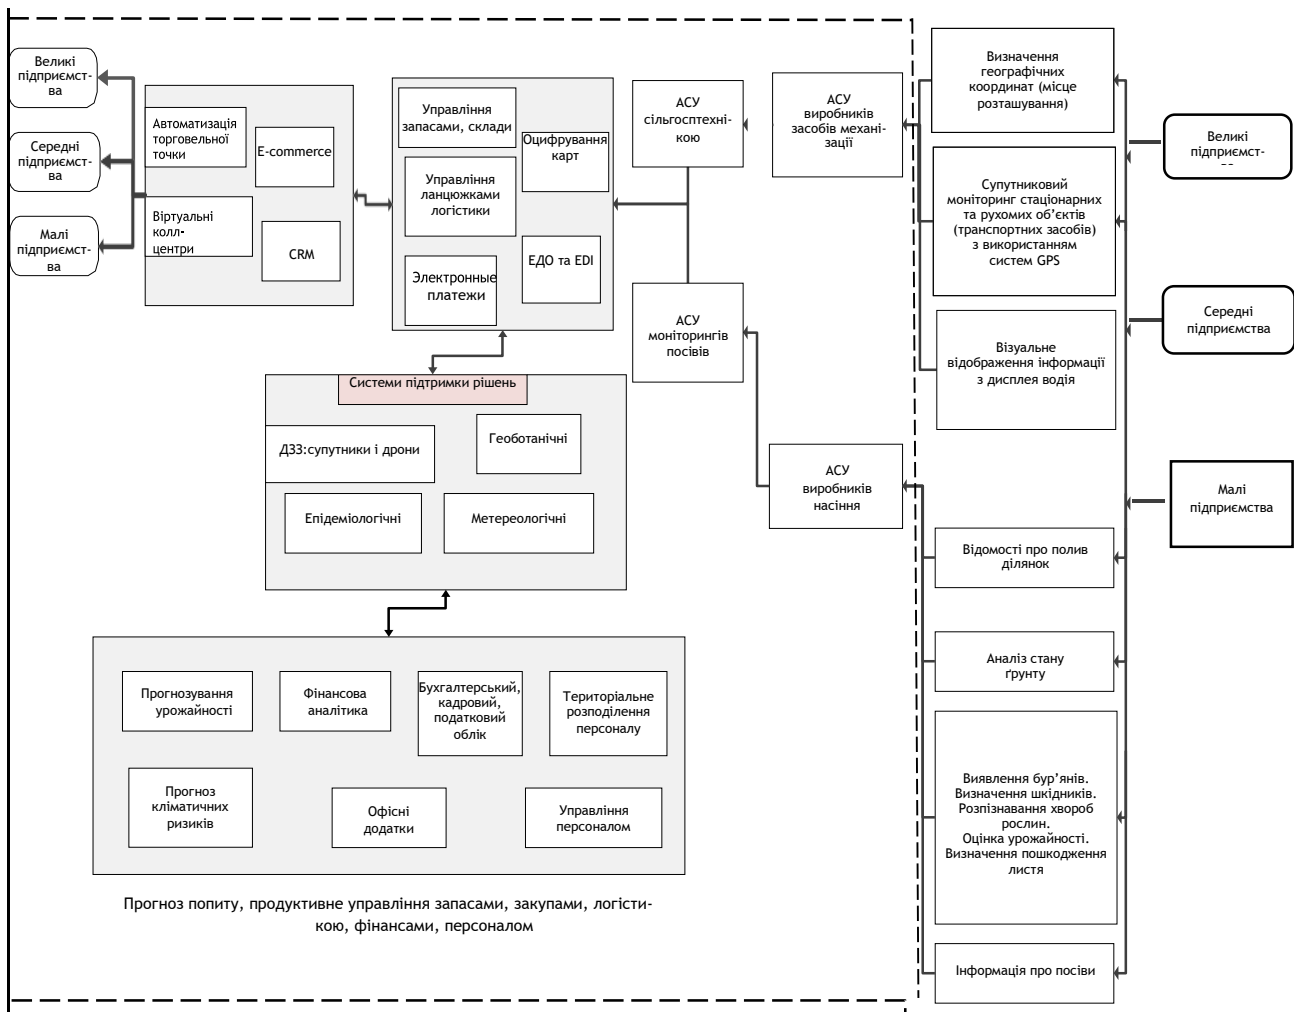 Великі
підприємст-
ва
Середні
підприємст-
ва
Малі
підприємст-
ва
Автоматизація
торговельної
точки
E-commerce
Віртуальні
колл-
центри
CRM
Управління
запасами, склади
Оцифрування
карт
Управління
ланцюжками
логістики
Электронные
платежи
ЕДО та EDI
АСУ
сільгосптехні-
кою
АСУ
виробників
засобів механі-
зації
АСУ
моніторингів
посівів
АСУ
виробників
насіння
Системи підтримки рішень
ДЗЗ:супутники і дрони
Геоботанічні
Епідеміологічні
Метереологічні
Прогнозування
урожайності
Фінансова
аналітика
Бухгалтерський,
кадровий,
податковий
облік
Територіальне
розподілення
персоналу
Прогноз
кліматичних
ризиків
Офісні
додатки
Управління
персоналом
Прогноз попиту, продуктивне управління запасами, закупами, логісти-
кою, фінансами, персоналом
Визначення
географічних
координат (місце
розташування)
Супутниковий
моніторинг стаціонарних
та рухомих об’єктів
(транспортних засобів)
з використанням
систем GPS
Візуальне
відображення інформації
з дисплея водія
Відомості про полив
ділянок
Аналіз стану
ґрунту
Виявлення бур’янів.
Визначення шкідників.
Розпізнавання хвороб
рослин.
Оцінка урожайності.
Визначення пошкодження
листя
Інформація про посіви
Великі
підприємст-
ва
Середні
підприємства
Малі
підприємства